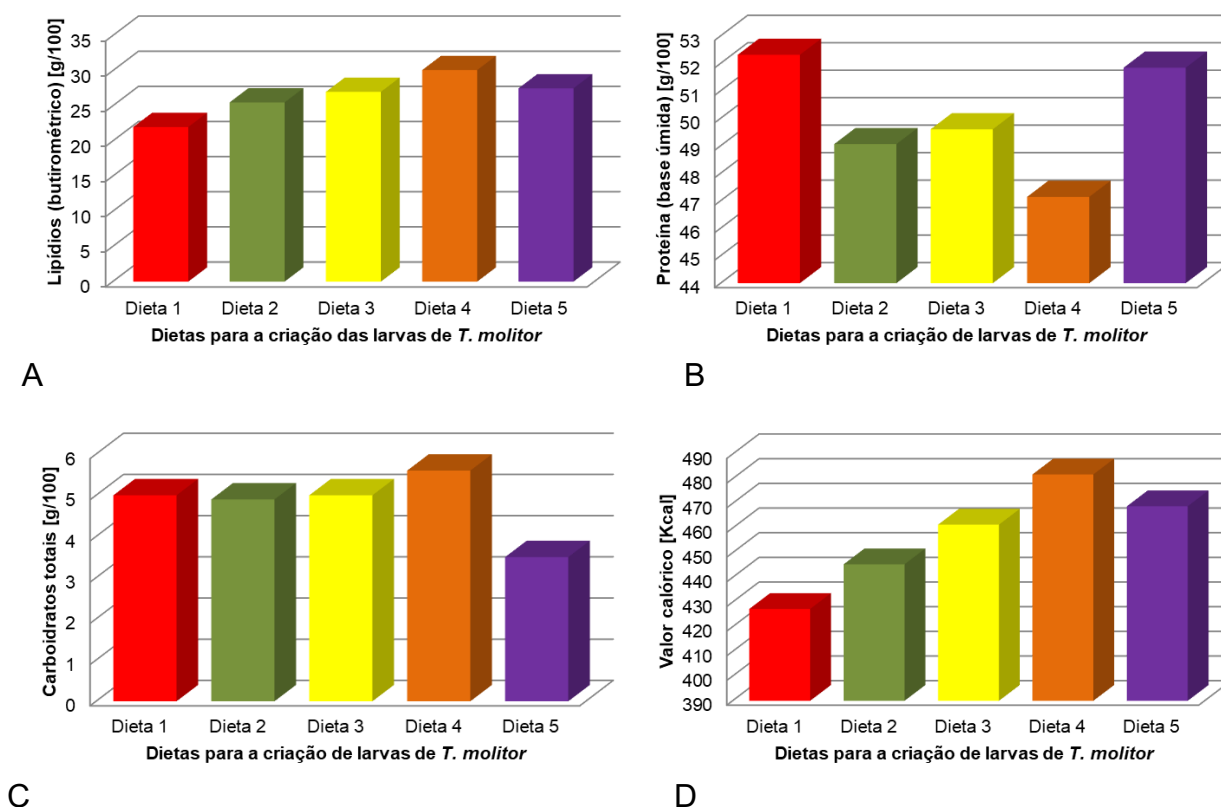 Lipídios (butirométrico) [g/100]
35
30
25
20
15
10
5
0
Dieta 1 Dieta 2 Dieta 3 Dieta 4 Dieta 5
Dietas para a criação das larvas de T. molitor
A
Proteína (base úmida) [g/100]
53
52
51
50
49
48
47
46
45
44
Dieta 1 Dieta 2 Dieta 3 Dieta 4 Dieta 5
Dietas para a criação de larvas de T. molitor
B
Carboidratos totais [g/100]
6
5
4
3
2
1
0
Dieta 1 Dieta 2 Dieta 3 Dieta 4 Dieta 5
Dietas para a criação de larvas de T. molitor
C
Valor calórico [Kcal]
490
480
470
460
450
440
430
420
410
400
390
Dieta 1 Dieta 2 Dieta 3 Dieta 4 Dieta 5
Dietas para a criação de larvas de T. molitor
D